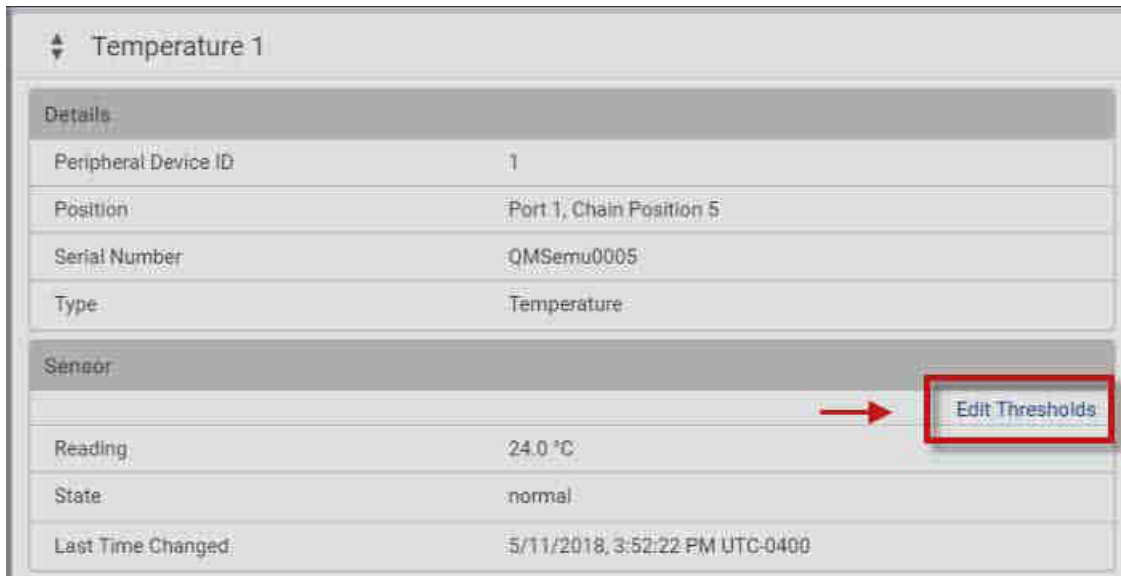 Temperature 1
Details
Peripheral Device ID 1
Position Port 1, Chain Position 5
Serial Number QMSemu0005
Type Temperature
Sensor
Edit Thresholds
Reading 24.0 °C
State normal
Last Time Changed 5/11/2018, 3:52:22 PM UTC-0400